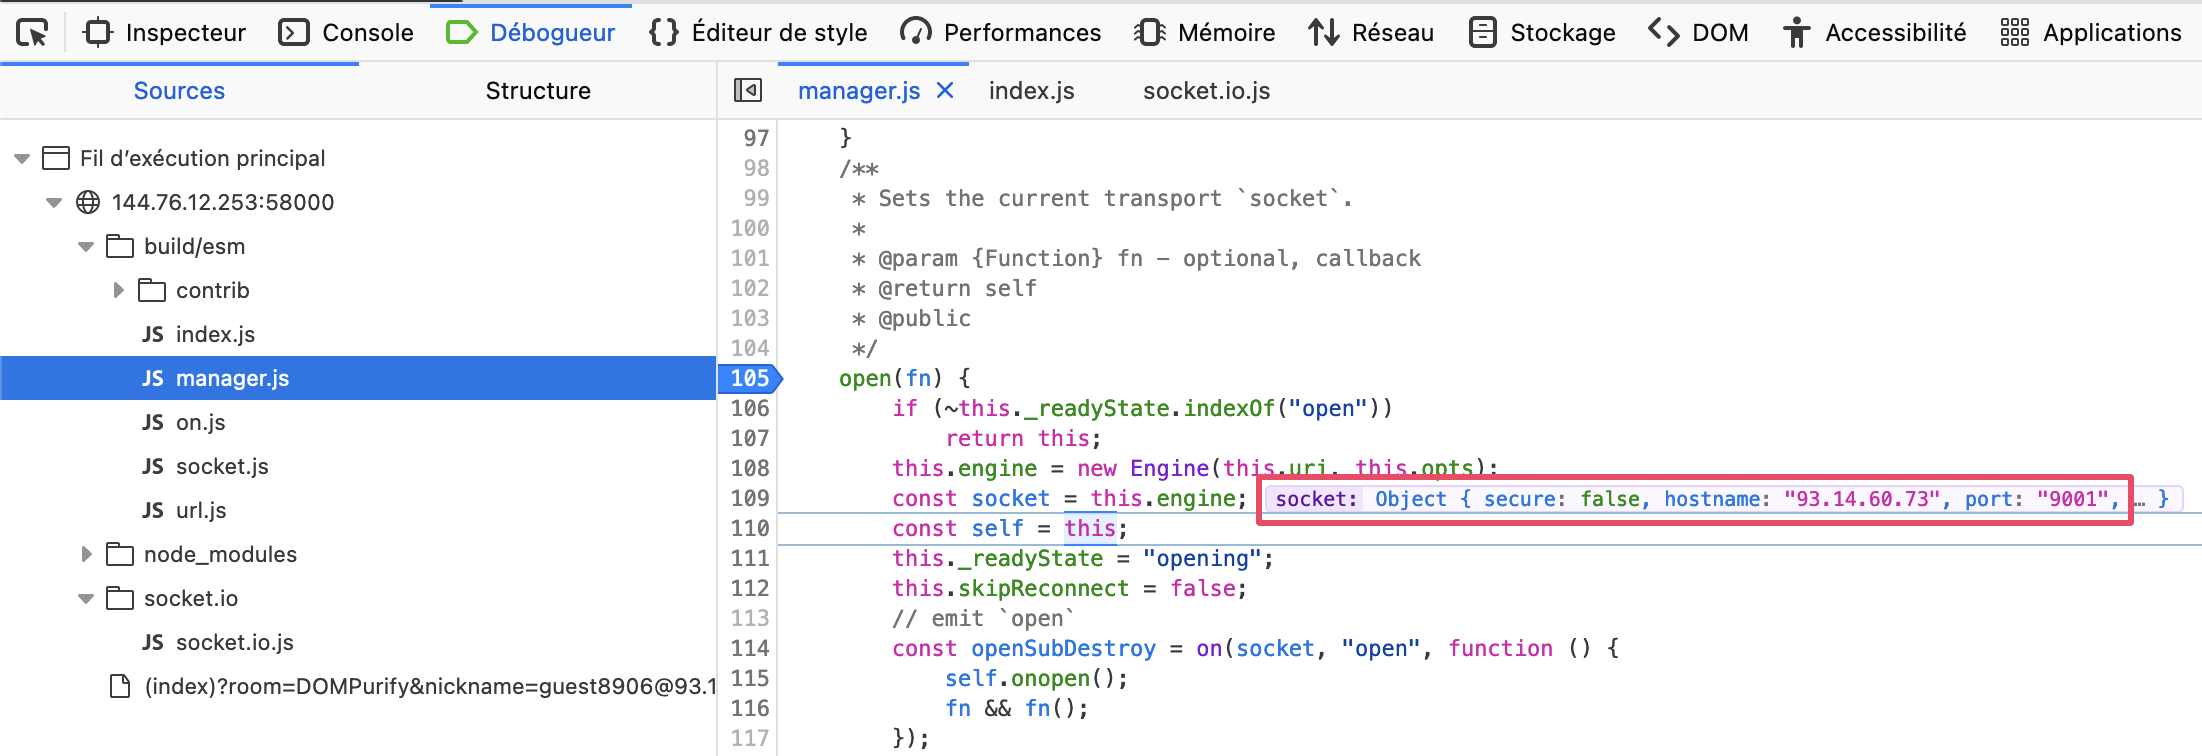 Inspecteur Console Débogueur Éditeur de style Performances Mémoire Réseau Stockage DOM Accessibilité Applications
Sources Structure
manager.js index.js socket.io.js
Fil d’exécution principal
144.76.12.253:58000
build/esm
contrib
JS index.js
JS manager.js
JS on.js
JS socket.js
JS url.js
node_modules
socket.io
JS socket.io.js
(index)?room=DOMPurify&nickname=guest8906@93.1
97 }
98 /**
99 * Sets the current transport `socket`.
100 *
101 * @param {Function} fn - optional, callback
102 * @return self
103 * @public
104 */
105 open(fn) {
106 if (~this._readyState.indexOf("open"))
107 return this;
108 this.engine = new Engine(this.uri, this.opts);
109 const socket = this.engine; socket: Object { secure: false, hostname: "93.14.60.73", port: "9001", … }
110 const self = this;
111 this._readyState = "opening";
112 this.skipReconnect = false;
113 // emit `open`
114 const openSubDestroy = on(socket, "open", function () {
115 self.onopen();
116 fn && fn();
117 });